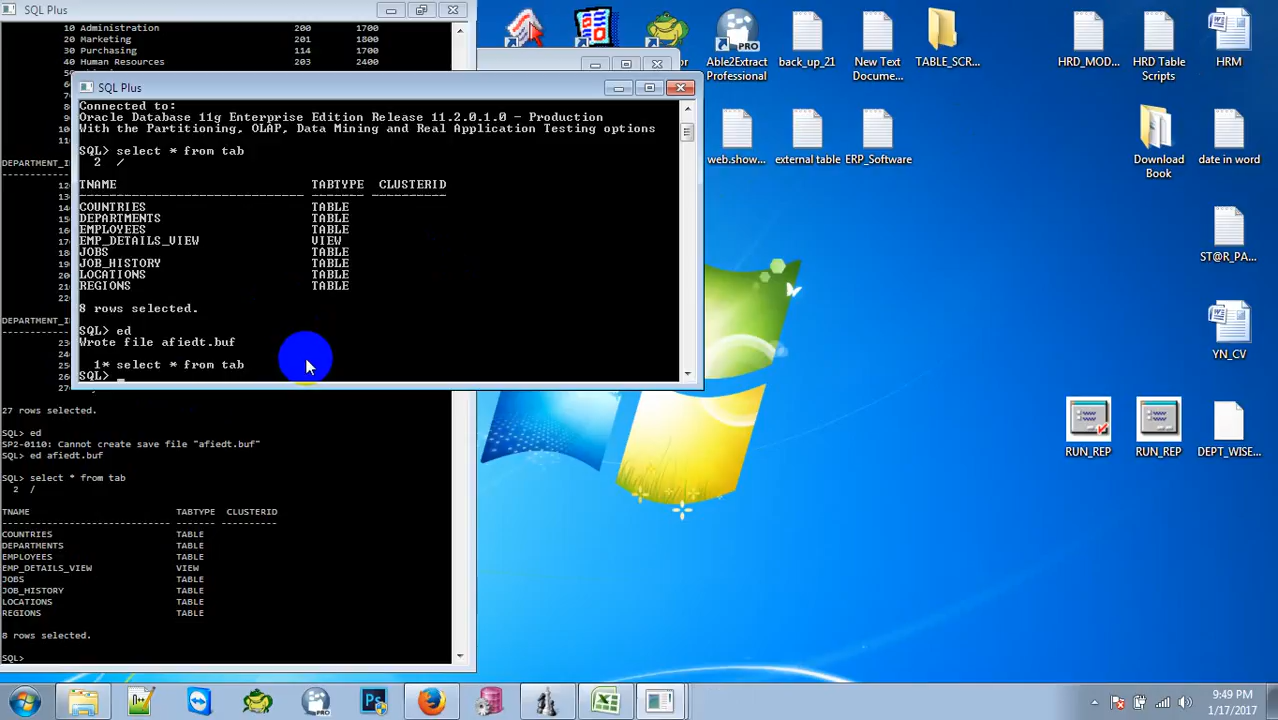 SQL Plus
10 Administration 200 1700
20 Marketing 201 1800
30 Purchasing 114 1700
40 Human Resources 203 2400
DEPARTMENT_I
DEPARTMENT_I
27 rows selected.
SQL> ed
SP2-0110: Cannot create save file "afiedt.buf"
SQL> ed afiedt.buf
SQL> select * from tab
2 /
TNAME TABTYPE CLUSTERID
COUNTRIES TABLE
DEPARTMENTS TABLE
EMPLOYEES TABLE
EMP_DETAILS_VIEW VIEW
JOBS TABLE
JOB_HISTORY TABLE
LOCATIONS TABLE
REGIONS TABLE
8 rows selected.
SQL>
SQL Plus
Connected to:
Oracle Database 11g Enterprise Edition Release 11.2.0.1.0 - Production
With the Partitioning, OLAP, Data Mining and Real Application Testing options
SQL> select * from tab
2 /
TNAME TABTYPE CLUSTERID
COUNTRIES TABLE
DEPARTMENTS TABLE
EMPLOYEES TABLE
EMP_DETAILS_VIEW VIEW
JOBS TABLE
JOB_HISTORY TABLE
LOCATIONS TABLE
REGIONS TABLE
8 rows selected.
SQL> ed
Wrote file afiedt.buf
1* select * from tab
SQL> _
Able2Extract
Professional
back_up_21
New Text
Docume...
TABLE_SCR...
HRD_MOD...
HRD Table
Scripts
HRM
web.show...
external table
ERP_Software
Download
Book
date in word
ST@R_PA...
YN_CV
RUN_REP
RUN_REP
DEPT_WISE...
9:49 PM
1/17/2017